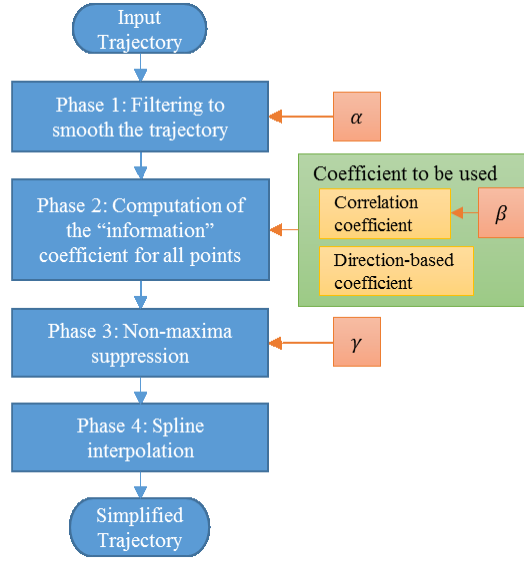 Input
Trajectory
Phase 1: Filtering to
smooth the trajectory
α
Phase 2: Computation of
the “information”
coefficient for all points
Coefficient to be used
Correlation
coefficient
β
Direction-based
coefficient
Phase 3: Non-maxima
suppression
γ
Phase 4: Spline
interpolation
Simplified
Trajectory